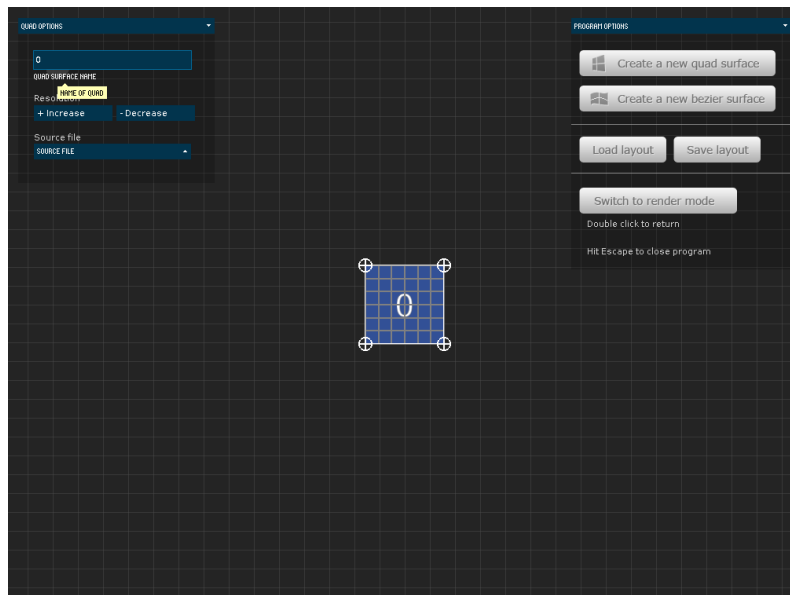 QUAD OPTIONS
0
QUAD SURFACE NAME
NAME OF QUAD
Resolution
+ Increase
- Decrease
Source file
SOURCE FILE
PROGRAM OPTIONS
Create a new quad surface
Create a new bezier surface
Load layout
Save layout
Switch to render mode
Double click to return
Hit Escape to close program
0